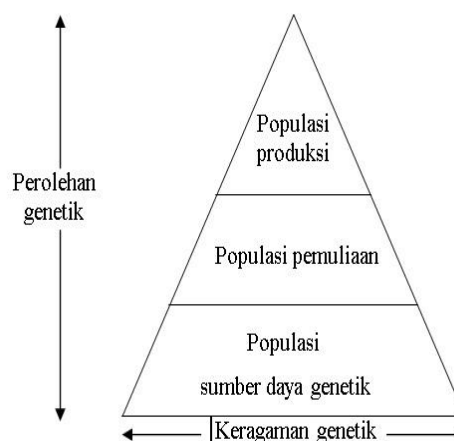 Populasi
produksi
Perolehan
genetik
Populasi pemuliaan
Populasi
sumber daya genetik
Keragaman genetik